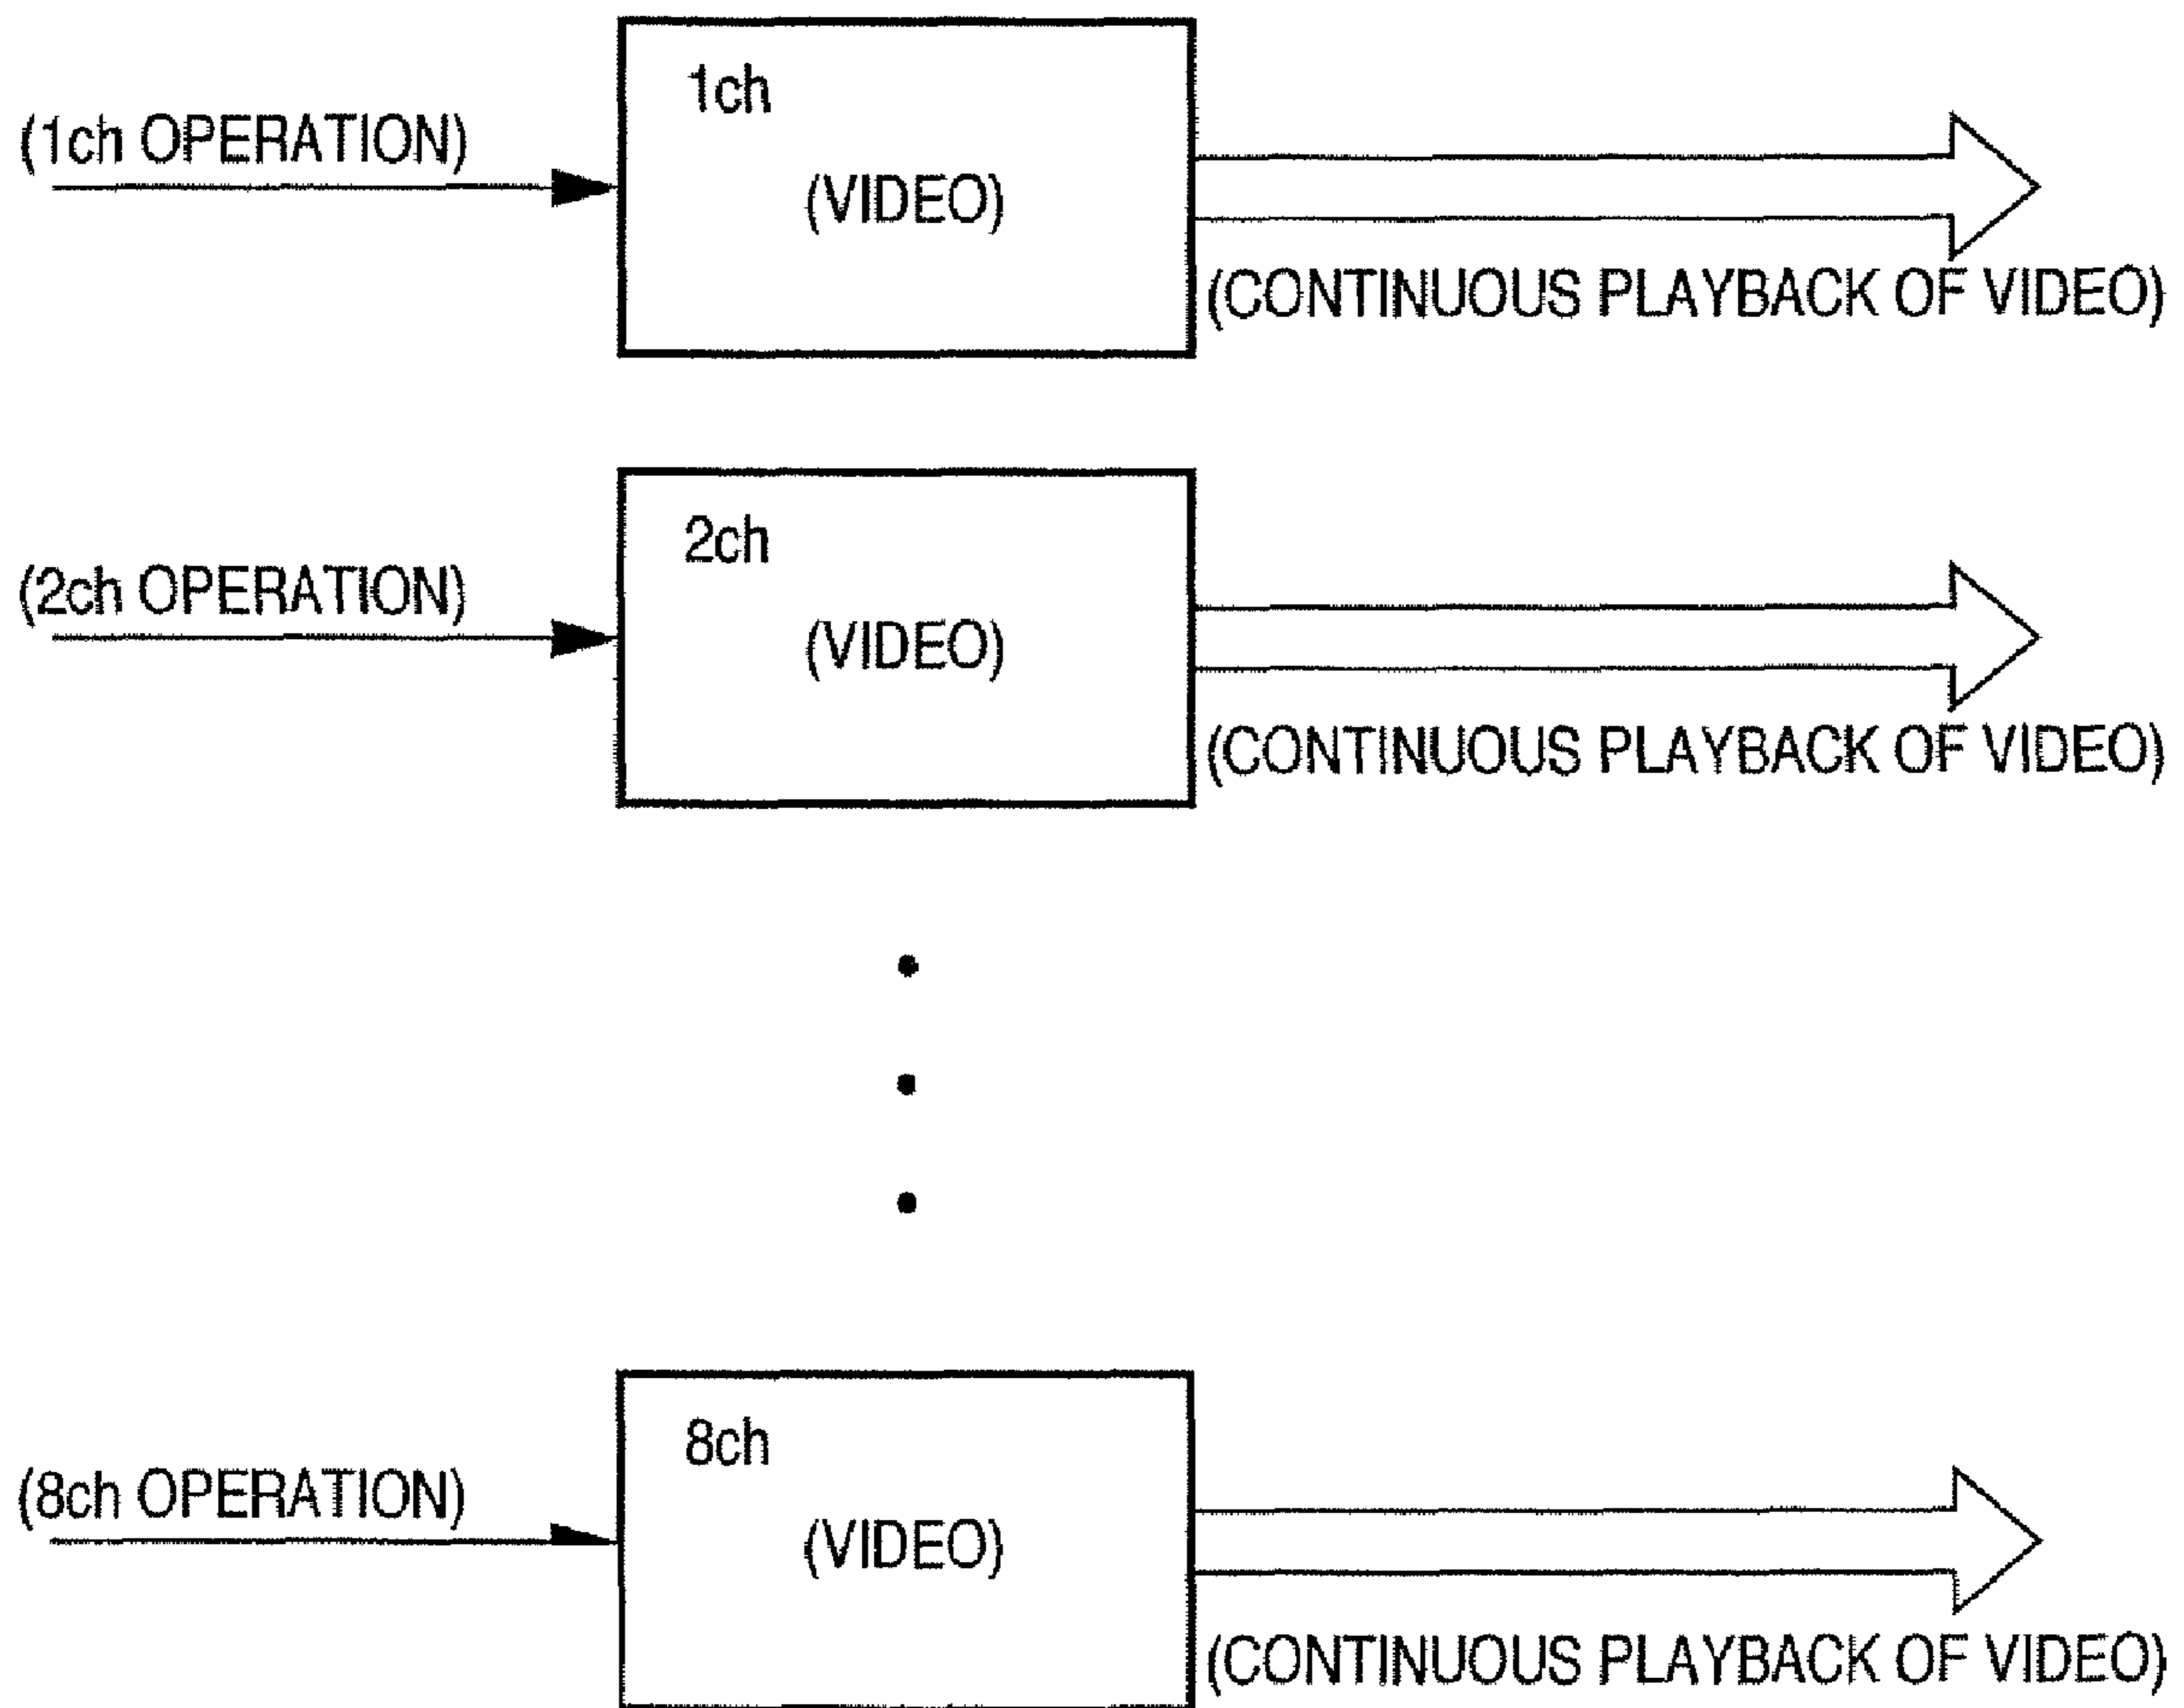 1ch
(1ch OPERATION)
(VIDEO)
(CONTINUOUS PLAYBACK OF VIDEO)
2ch
(2ch OPERATION)
(VIDEO)
(CONTINUOUS PLAYBACK OF VIDEO)
8ch
(8ch OPERATION)
(VIDEO)
(CONTINUOUS PLAYBACK OF VIDEO)